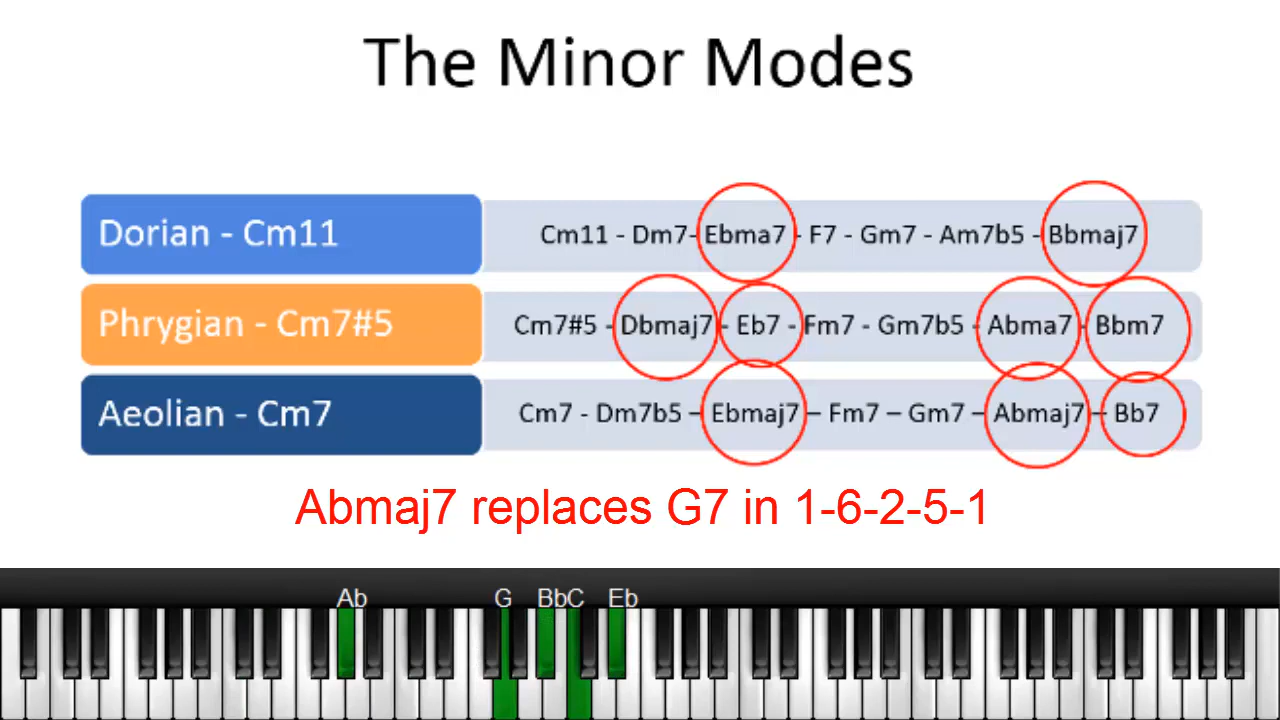 The Minor Modes
Dorian - Cm11
Cm11 - Dm7- Ebma7 - F7 - Gm7 - Am7b5 - Bbmaj7
Phrygian - Cm7#5
Cm7#5 - Dbmaj7 - Eb7 - Fm7 - Gm7b5 - Abma7 - Bbm7
Aeolian - Cm7
Cm7 - Dm7b5 – Ebmaj7 – Fm7 – Gm7 – Abmaj7 – Bb7
Abmaj7 replaces G7 in 1-6-2-5-1
Ab G Bb C Eb